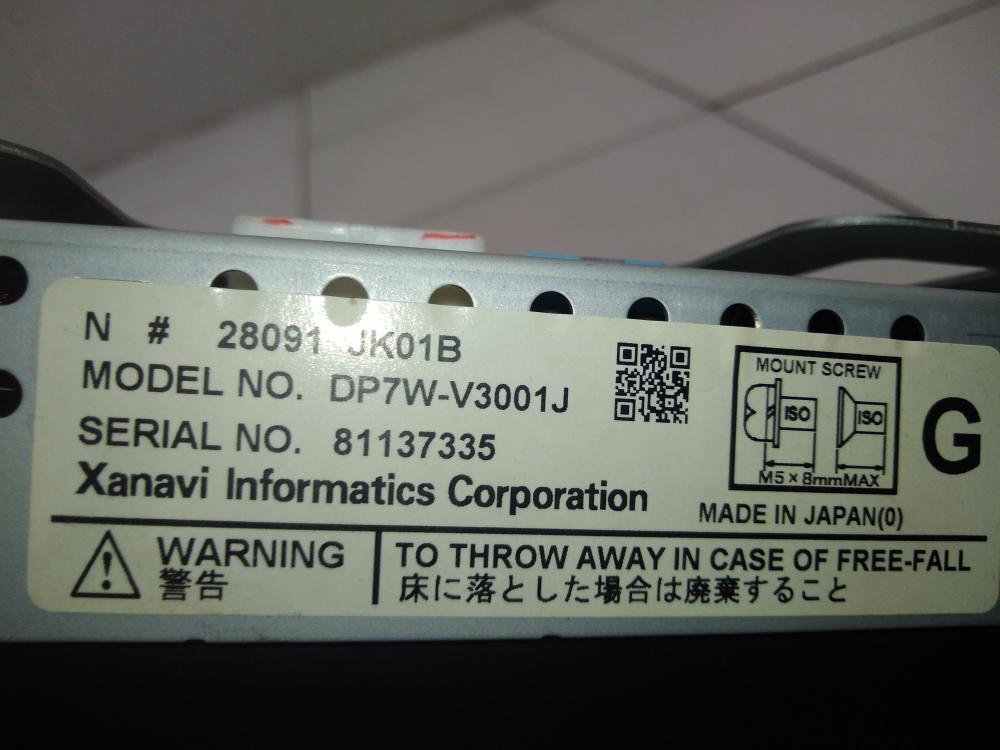 N # 28091 JK01B
MODEL NO. DP7W-V3001J
SERIAL NO. 81137335
Xanavi Informatics Corporation
MOUNT SCREW
ISO ISO
M5×8mmMAX
G
MADE IN JAPAN(0)
WARNING
警告
TO THROW AWAY IN CASE OF FREE-FALL
床に落とした場合は廃棄すること